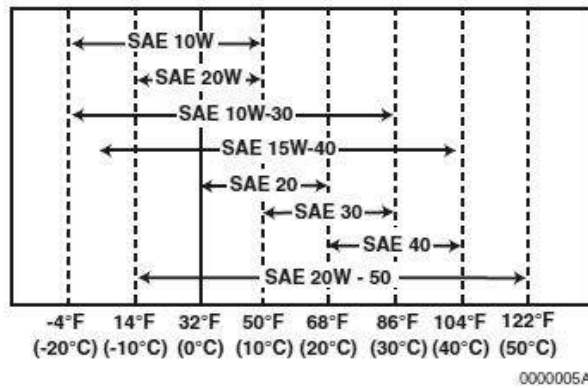 SAE 10W
SAE 20W
SAE 10W-30
SAE 15W-40
SAE 20
SAE 30
SAE 40
SAE 20W - 50
-4°F 14°F 32°F 50°F 68°F 86°F 104°F 122°F
(-20°C) (-10°C) (0°C) (10°C) (20°C) (30°C) (40°C) (50°C)
0000005A